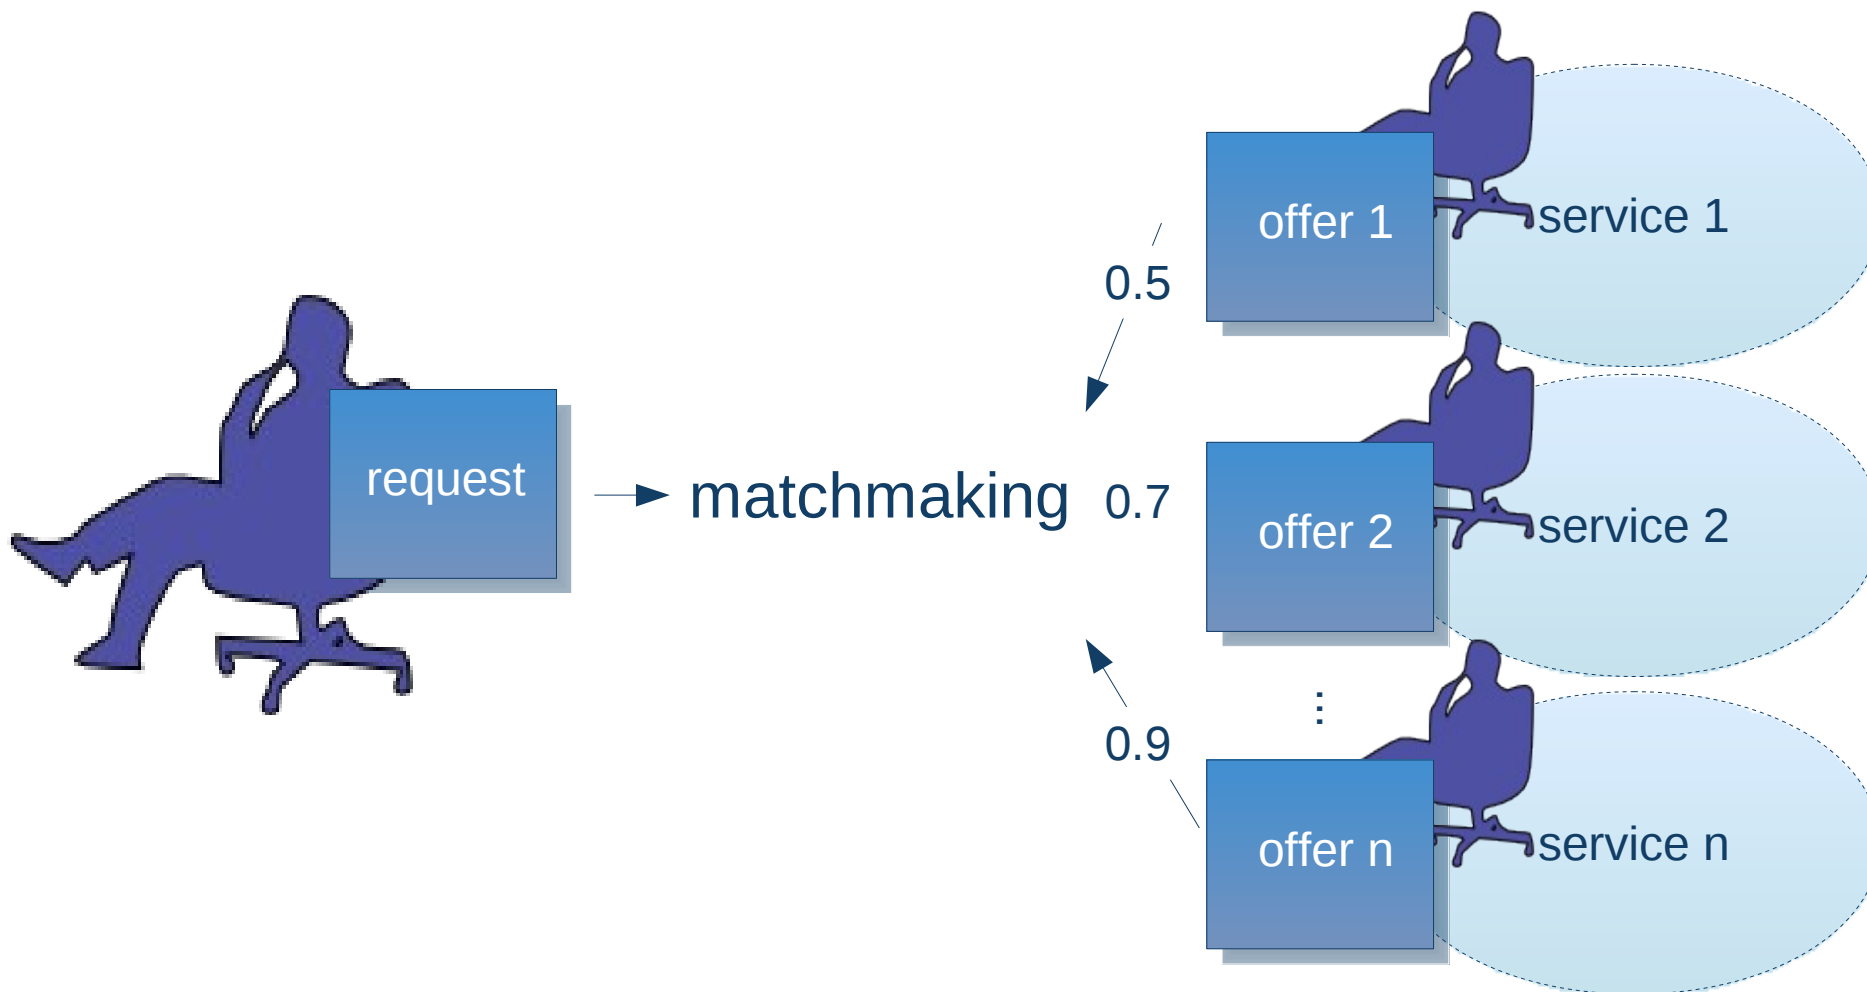 offer 1
service 1
0.5
request
matchmaking
0.7
offer 2
service 2
...
0.9
offer n
service n